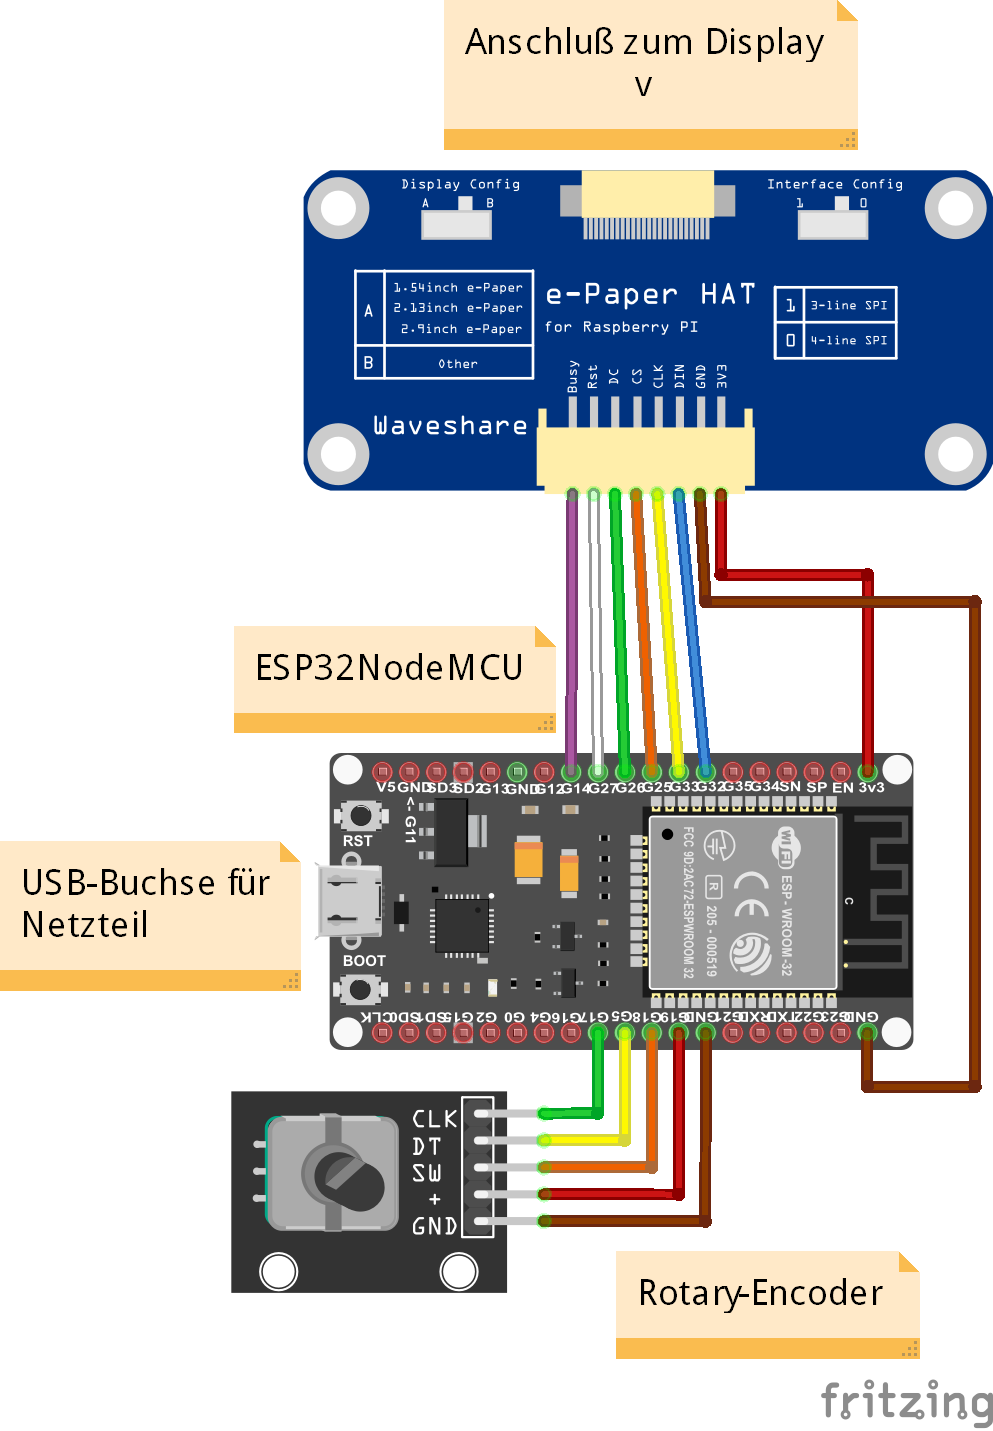 Anschluß zum Display
v
Display Config
A B
Interface Config
1 0
A
1.54inch e-Paper
2.13inch e-Paper
2.9inch e-Paper
B
Other
e-Paper HAT
for Raspberry PI
1 3-line SPI
0 4-line SPI
Busy Rst DC CS CLK DIN GND 3V3
Waveshare
ESP32NodeMCU
V5 GND SD3 SD2 G13 GND G12 G14 G27 G26 G25 G33 G32 G35 G34 SN SP EN 3v3
<- G11
RST
USB-Buchse für
Netzteil
BOOT
FCC 9D:2AC72-ESPWROOM 32
R 205 - 000519
CE
Wi Fi
ESP - WROOM -32
C
CLK SD0 SD1 G15 G2 G0 G4 G16 G17 G5 G18 G19 GND G21 RXD TXD G22 G23 GND
CLK
DT
SW
+
GND
Rotary-Encoder
fritzing